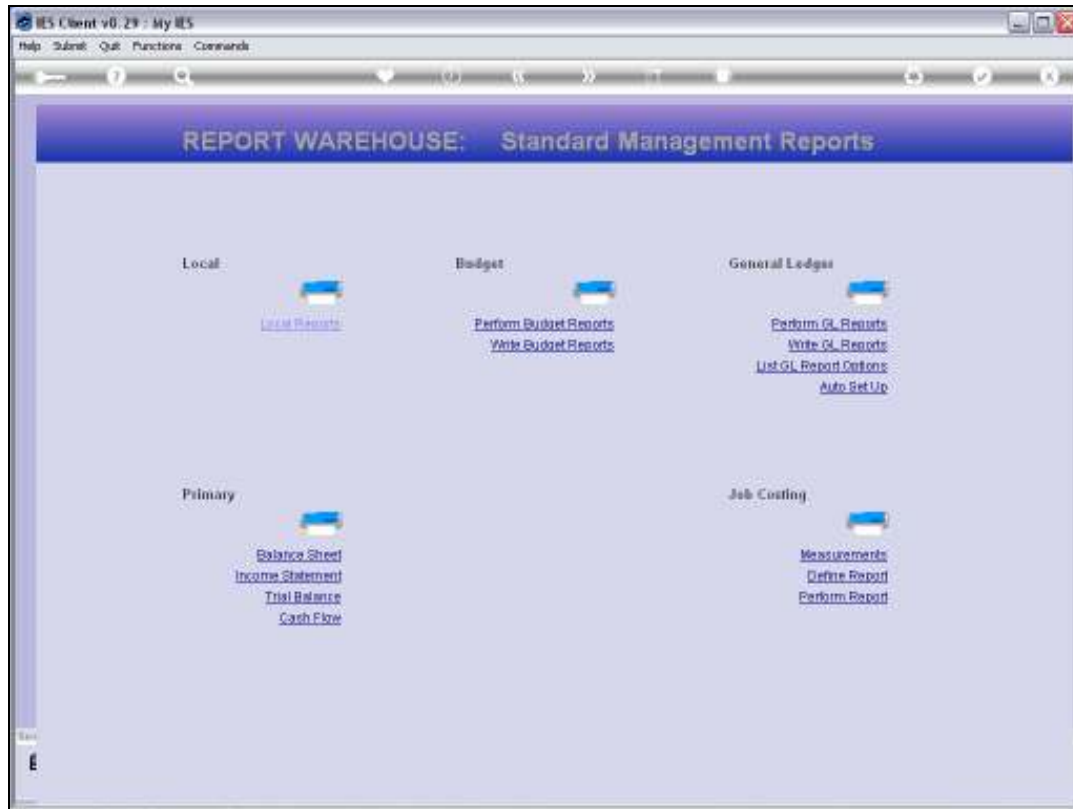 IES Client v0.29 : My IES
Help Submit Quit Functions Commands
REPORT WAREHOUSE: Standard Management Reports
Local
Local Reports
Budget
Perform Budget Reports
Write Budget Reports
General Ledger
Perform GL Reports
Write GL Reports
List GL Report Options
Auto Set Up
Primary
Balance Sheet
Income Statement
Trial Balance
Cash Flow
Job Costing
Measurements
Define Report
Perform Report